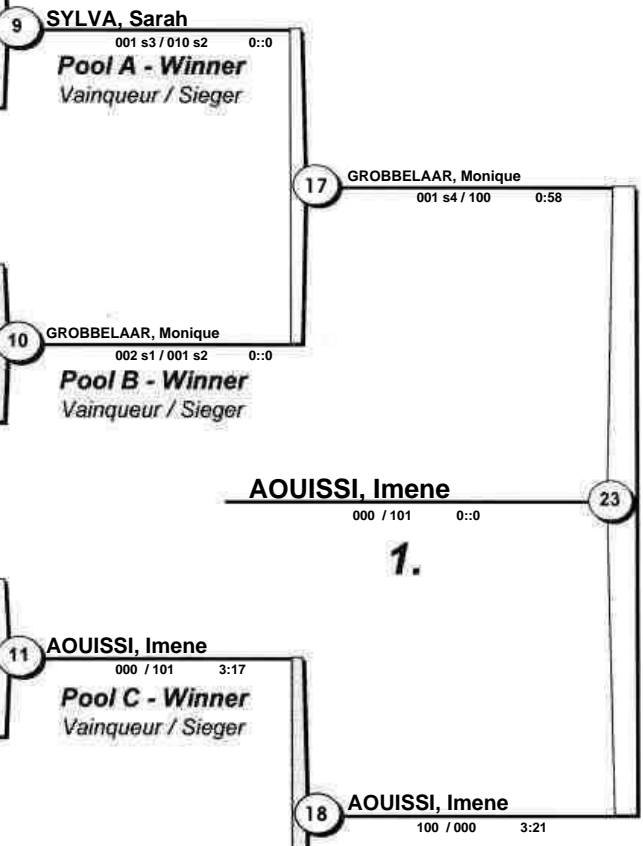 9 SYLVA, Sarah
001 s3 / 010 s2 0::0
Pool A - Winner
Vainqueur / Sieger
17 GROBBELAAR, Monique
001 s4 / 100 0:58
10 GROBBELAAR, Monique
002 s1 / 001 s2 0::0
Pool B - Winner
Vainqueur / Sieger
AOUISSI, Imene 23
000 / 101 0::0
1.
11 AOUISSI, Imene
000 / 101 3:17
Pool C - Winner
Vainqueur / Sieger
18 AOUISSI, Imene
100 / 000 3:21